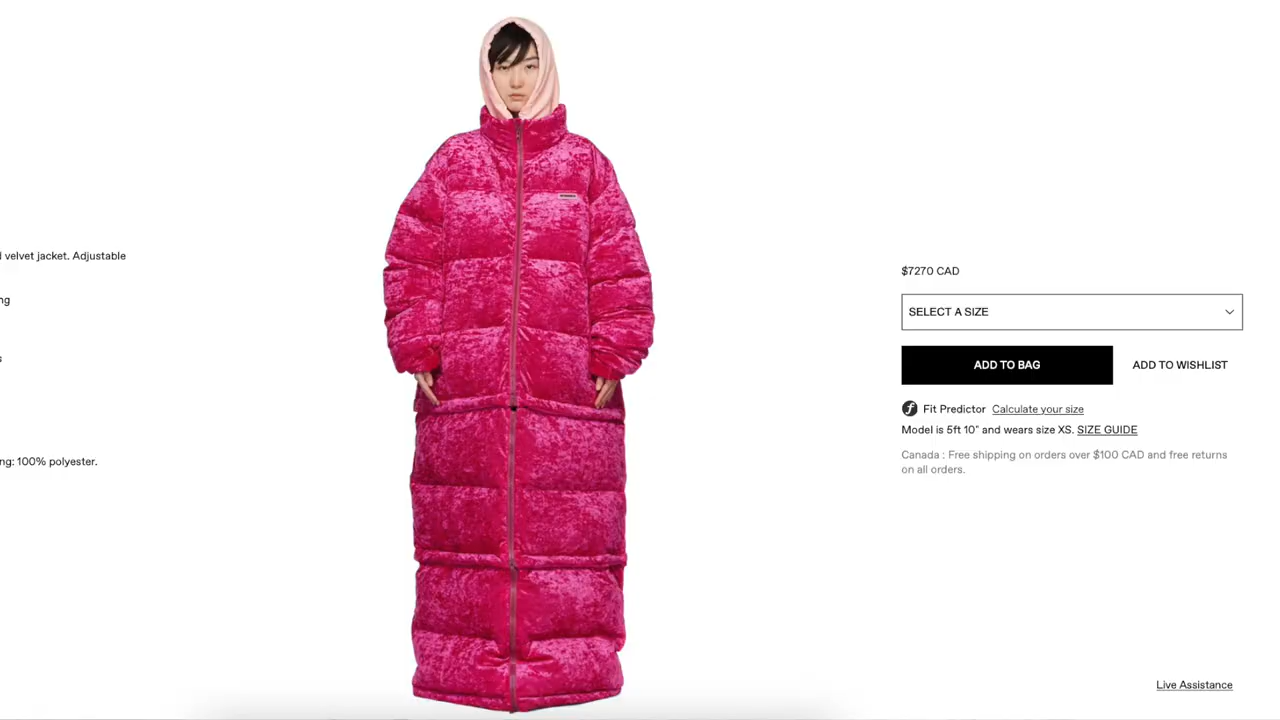 velvet jacket. Adjustable
ng
s
ng: 100% polyester.
$7270 CAD
SELECT A SIZE
ADD TO BAG
ADD TO WISHLIST
Fit Predictor Calculate your size
Model is 5ft 10" and wears size XS. SIZE GUIDE
Canada : Free shipping on orders over $100 CAD and free returns
on all orders.
Live Assistance